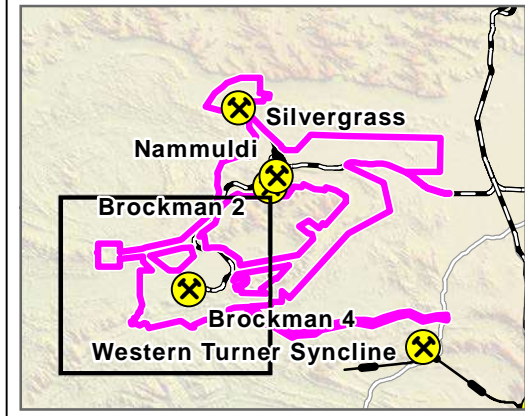 Silvergrass
Nammuldi
Brockman 2
Brockman 4
Western Turner Syncline